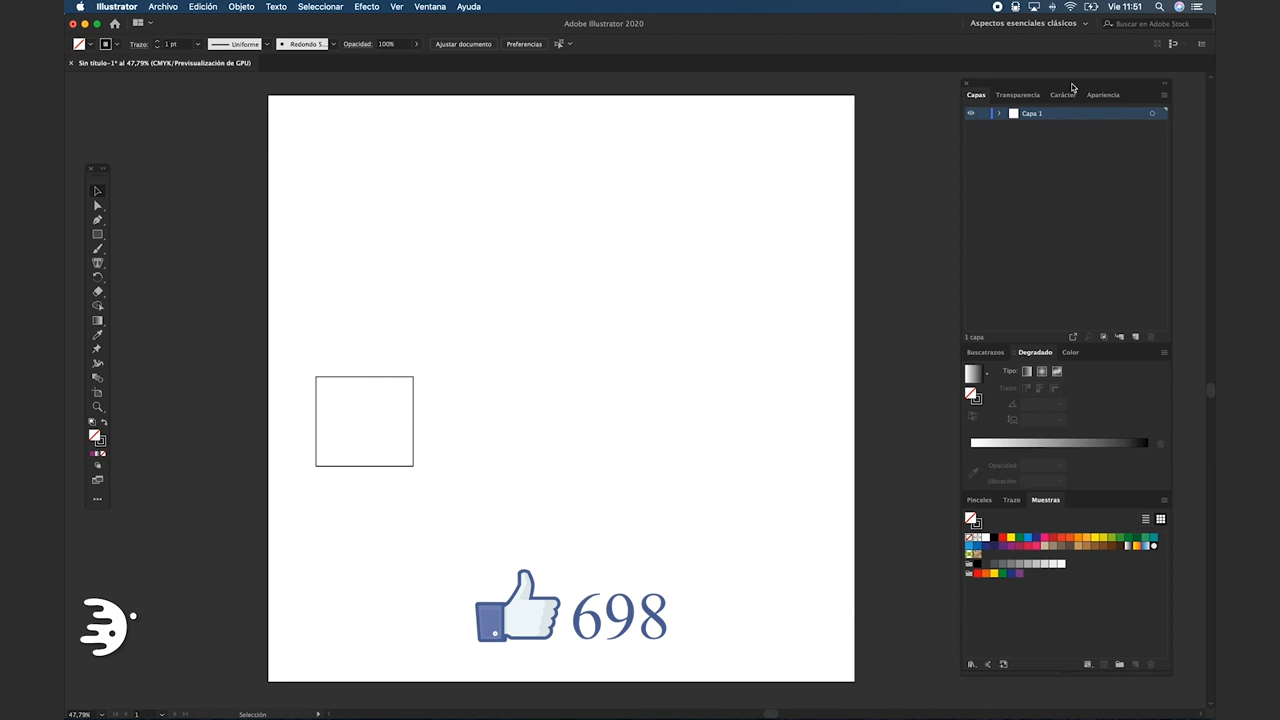 Illustrator Archivo Edición Objeto Texto Seleccionar Efecto Ver Ventana Ayuda Vie 11:51
Adobe Illustrator 2020 Aspectos esenciales clásicos Buscar en Adobe Stock
Trazo: 1 pt Uniforme Redondo 5... Opacidad: 100% Ajustar documento Preferencias
× Sin título-1* al 47,79% (CMYK/Previsualización de GPU)
Capas Transparencia Carácter Apariencia
Capa 1
1 capa
Buscatrazos Degradado Color
Tipo:
Trazo:
Opacidad:
Ubicación:
Pinceles Trazo Muestras
698
47,79% 1 Selección